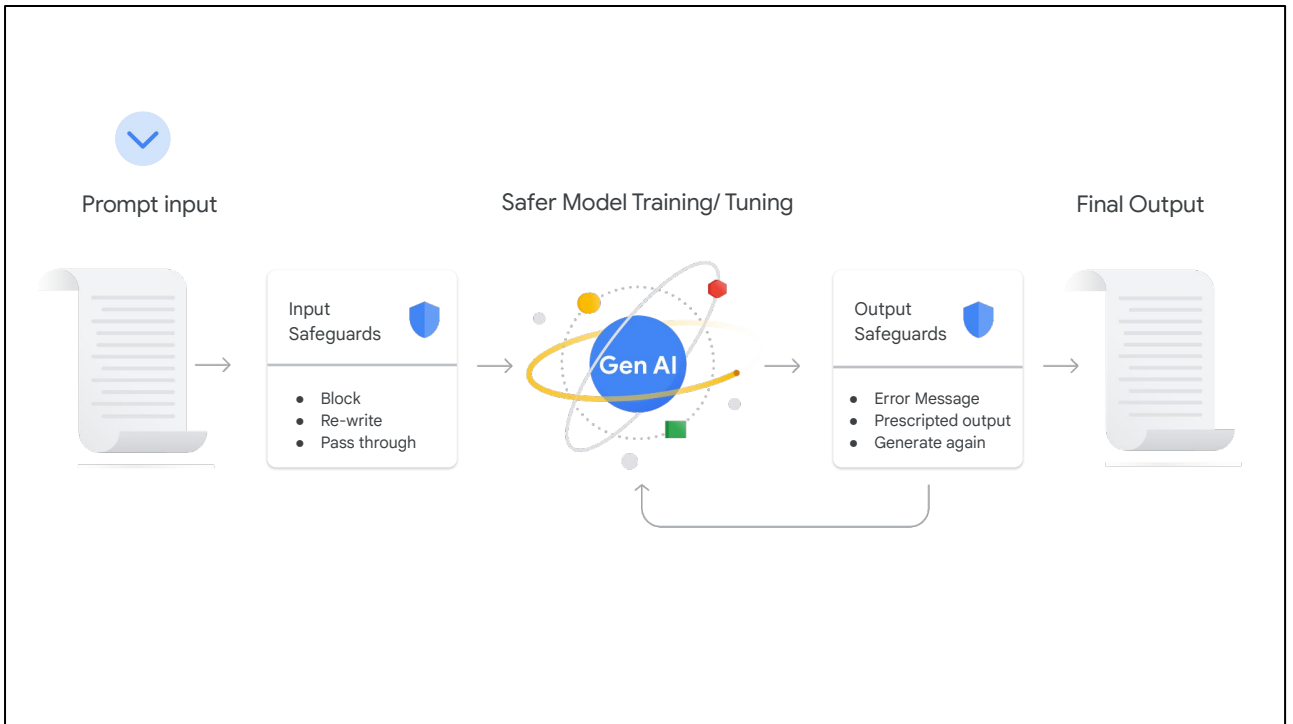 Prompt input
Safer Model Training/ Tuning
Final Output
Input
Safeguards
● Block
● Re-write
● Pass through
Gen AI
Output
Safeguards
● Error Message
● Prescripted output
● Generate again